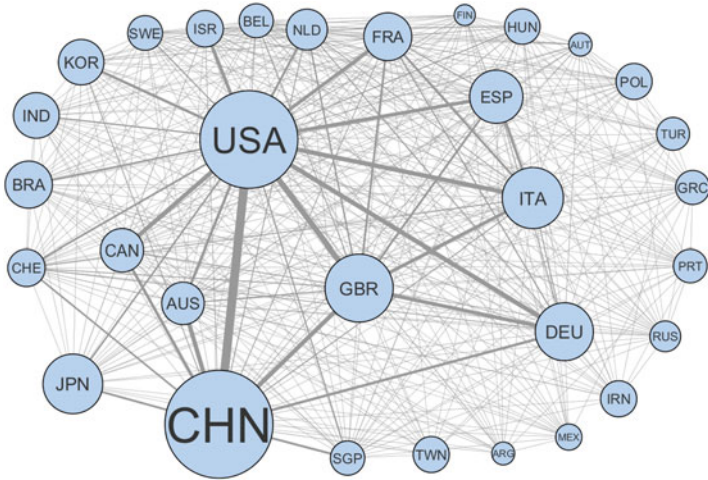 FIN
BEL
ISR
NLD
HUN
SWE
FRA
AUT
KOR
POL
ESP
IND
TUR
USA
BRA
GRC
ITA
CAN
CHE
PRT
GBR
AUS
DEU
RUS
JPN
IRN
CHN
MEX
SGP
TWN
ARG